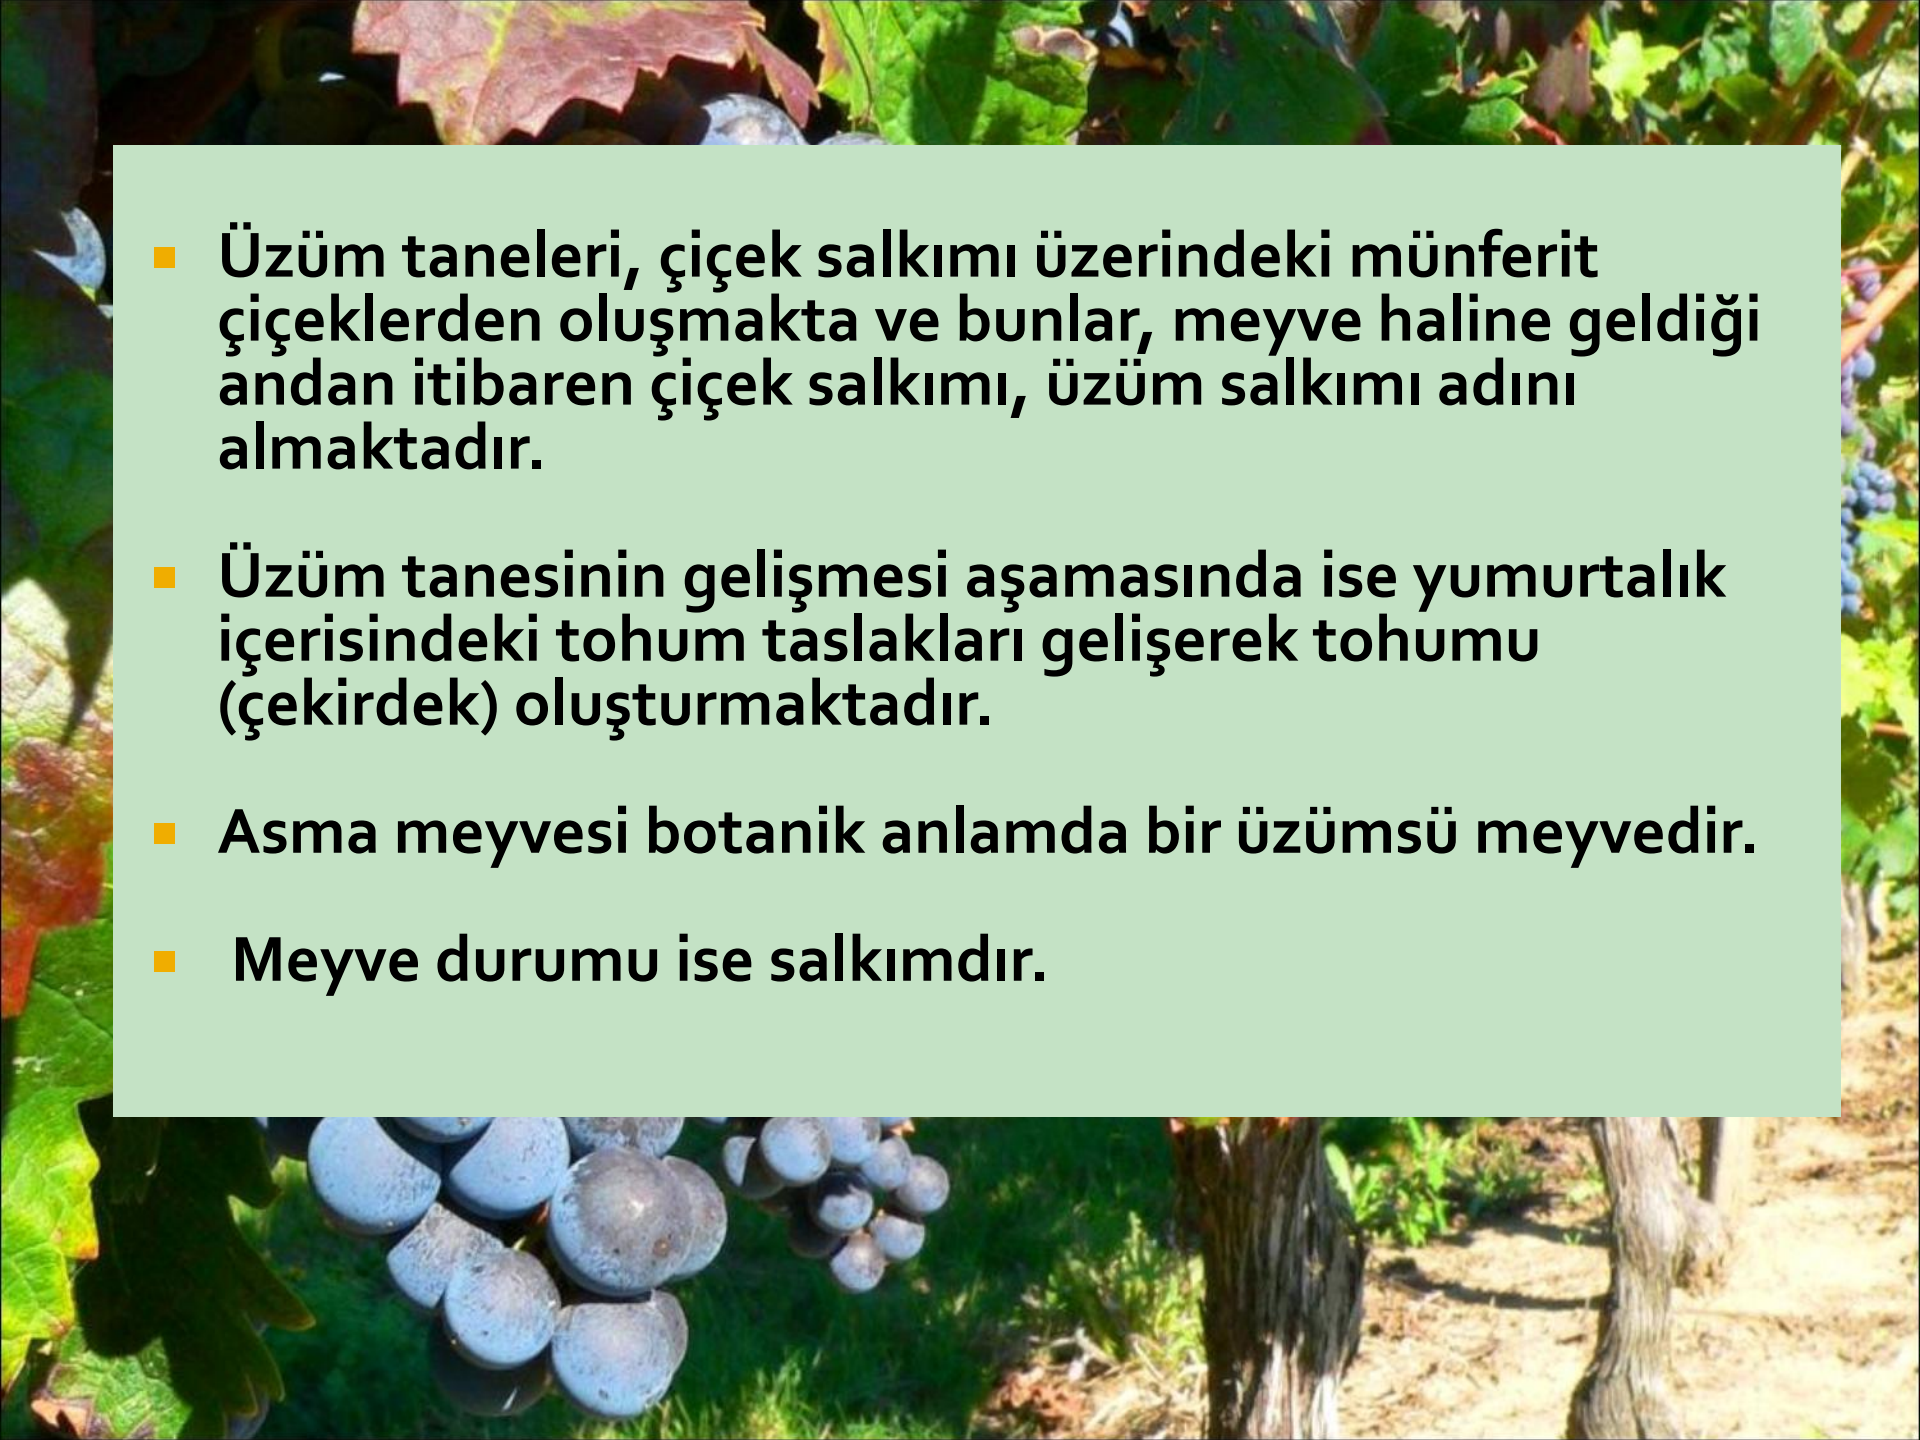 Üzüm taneleri, çiçek salkımı üzerindeki münferit
çiçeklerden oluşmakta ve bunlar, meyve haline geldiği
andan itibaren çiçek salkımı, üzüm salkımı adını
almaktadır.
Üzüm tanesinin gelişmesi aşamasında ise yumurtalık
içerisindeki tohum taslakları gelişerek tohumu
(çekirdek) oluşturmaktadır.
Asma meyvesi botanik anlamda bir üzümsü meyvedir.
Meyve durumu ise salkımdır.